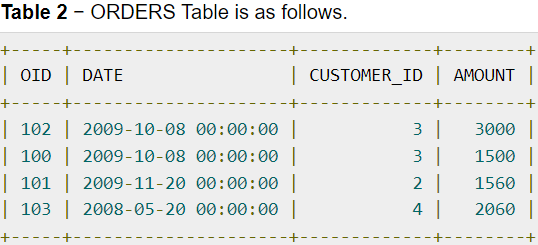 Table 2 − ORDERS Table is as follows.
+-----+---------------------+-------------+--------+
| OID | DATE                | CUSTOMER_ID | AMOUNT |
+-----+---------------------+-------------+--------+
| 102 | 2009-10-08 00:00:00 |           3 |   3000 |
| 100 | 2009-10-08 00:00:00 |           3 |   1500 |
| 101 | 2009-11-20 00:00:00 |           2 |   1560 |
| 103 | 2008-05-20 00:00:00 |           4 |   2060 |
+-----+---------------------+-------------+--------+